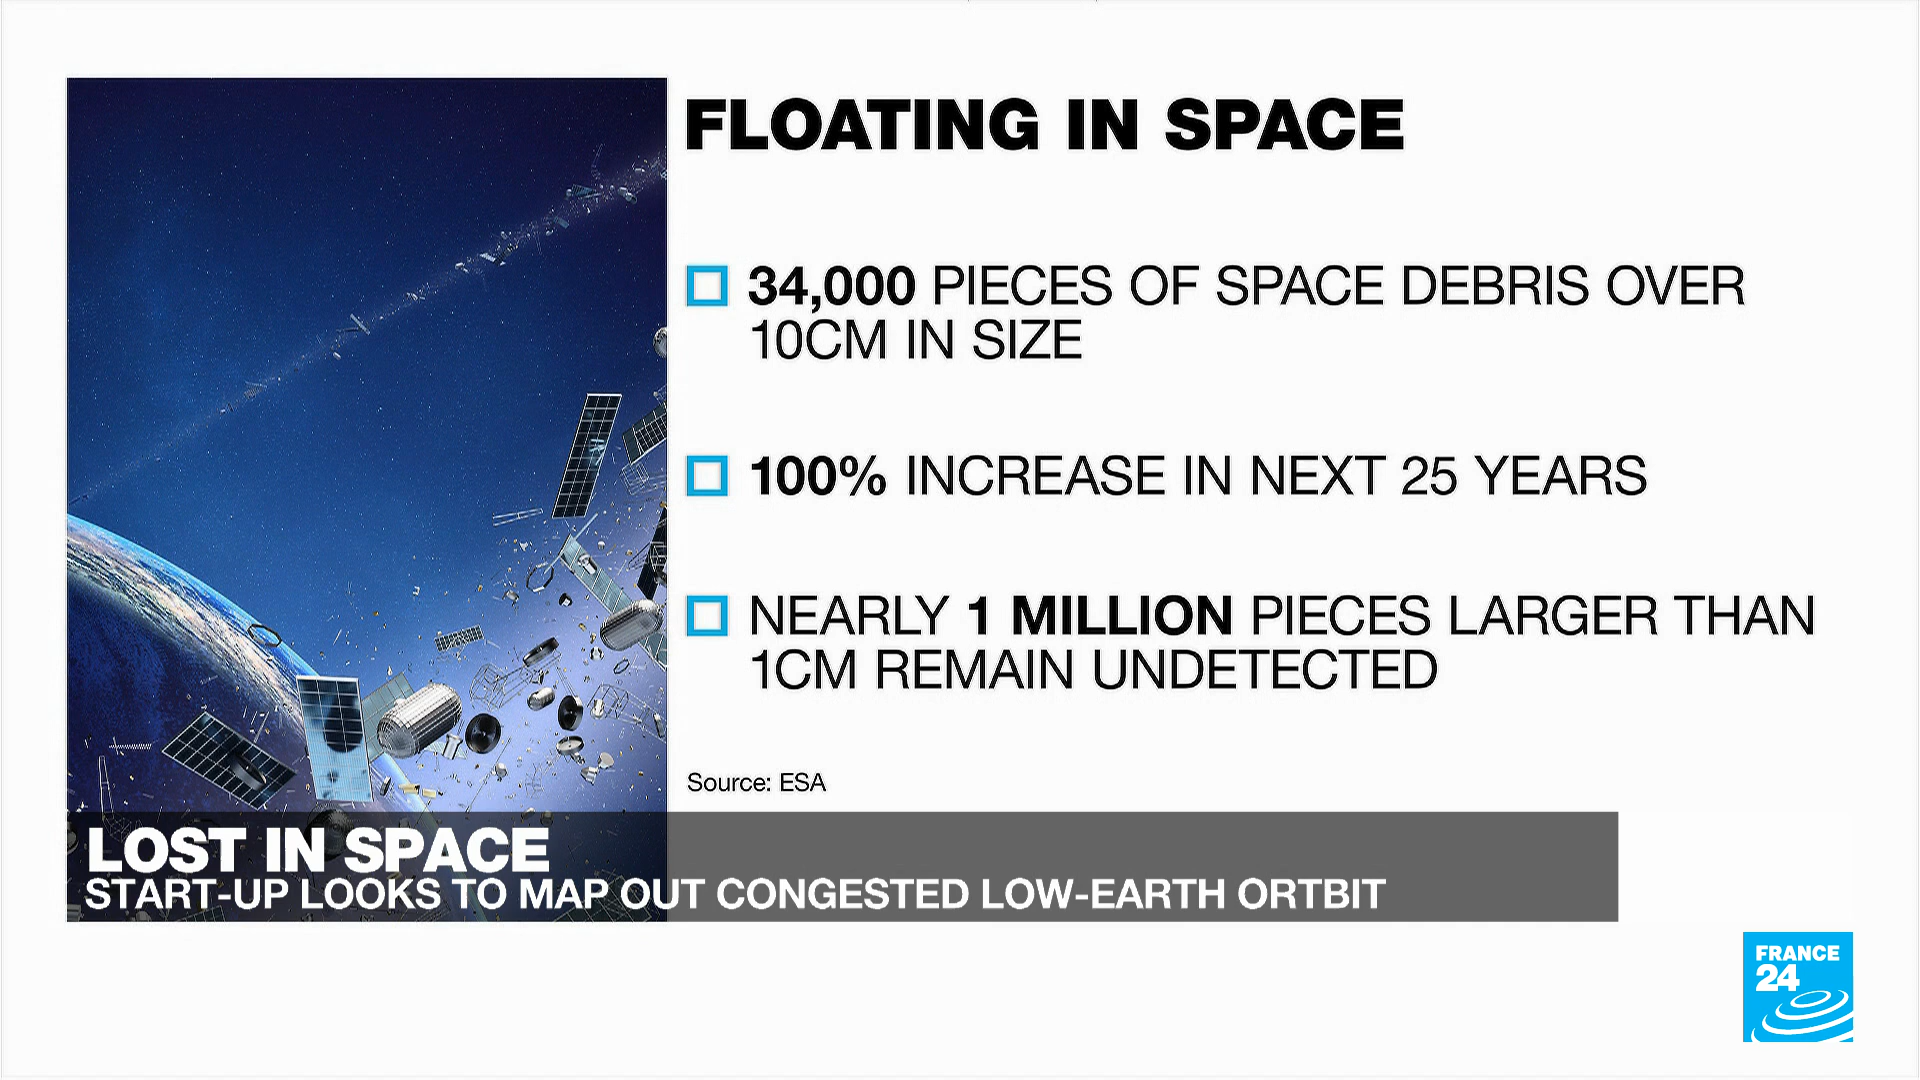 FLOATING IN SPACE
34,000 PIECES OF SPACE DEBRIS OVER
10CM IN SIZE
100% INCREASE IN NEXT 25 YEARS
NEARLY 1 MILLION PIECES LARGER THAN
1CM REMAIN UNDETECTED
Source: ESA
LOST IN SPACE
START-UP LOOKS TO MAP OUT CONGESTED LOW-EARTH ORTBIT
FRANCE
24